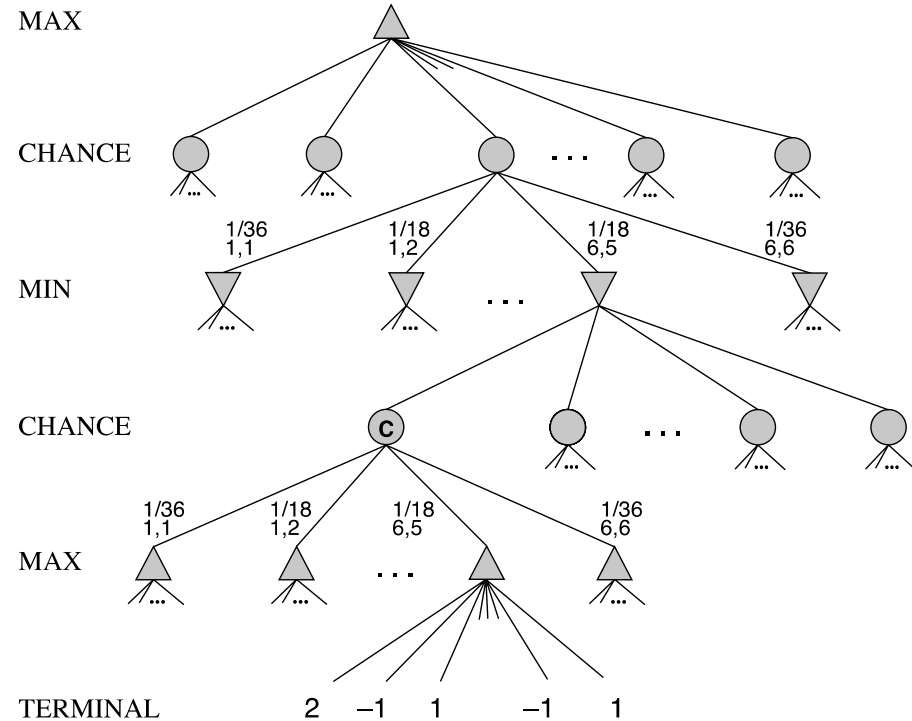 MAX
CHANCE
...
... ... ... ... ...
1/36 1/18 1/18 1/36
1,1 1,2 6,5 6,6
MIN
...
... ... ...
CHANCE
C
...
... ... ...
1/36 1/18 1/18 1/36
1,1 1,2 6,5 6,6
MAX
...
... ... ...
TERMINAL 2 –1 1 –1 1